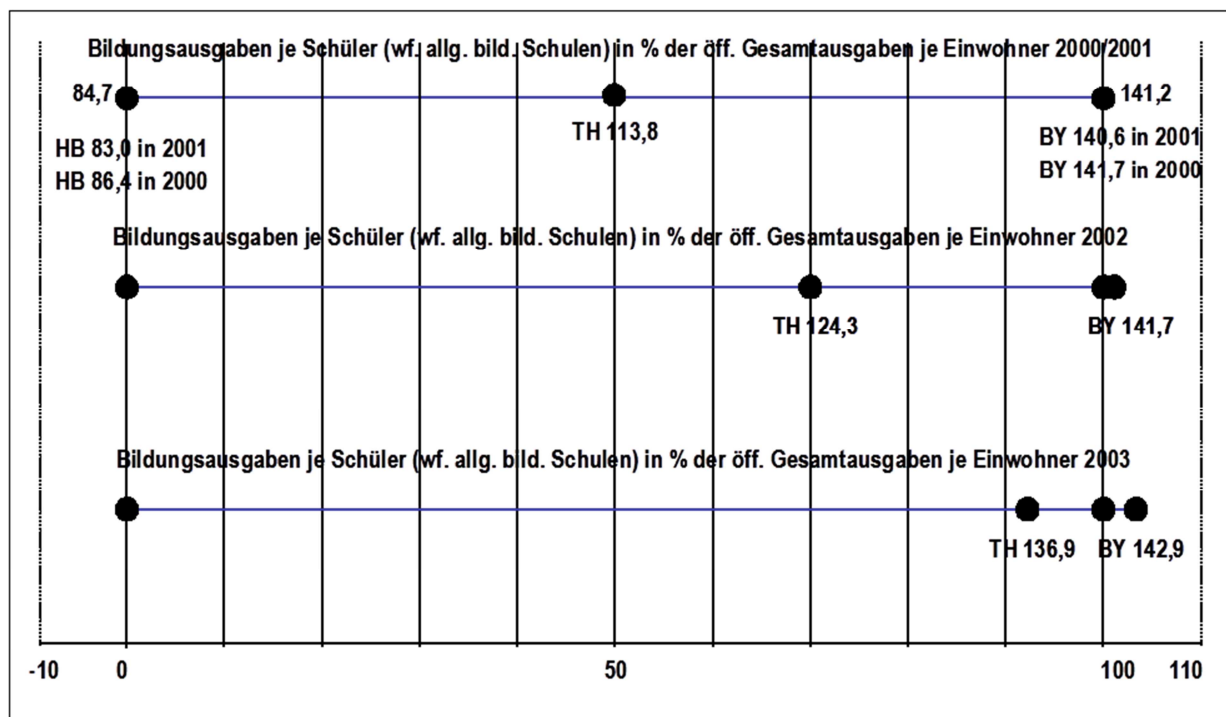 Bildungsausgaben je Schüler (wf. allg. bild. Schulen) in % der öff. Gesamtausgaben je Einwohner 2000/2001
84,7
141,2
TH 113,8
HB 83,0 in 2001
HB 86,4 in 2000
BY 140,6 in 2001
BY 141,7 in 2000
Bildungsausgaben je Schüler (wf. allg. bild. Schulen) in % der öff. Gesamtausgaben je Einwohner 2002
TH 124,3
BY 141,7
Bildungsausgaben je Schüler (wf. allg. bild. Schulen) in % der öff. Gesamtausgaben je Einwohner 2003
TH 136,9
BY 142,9
-10 0 50 100 110